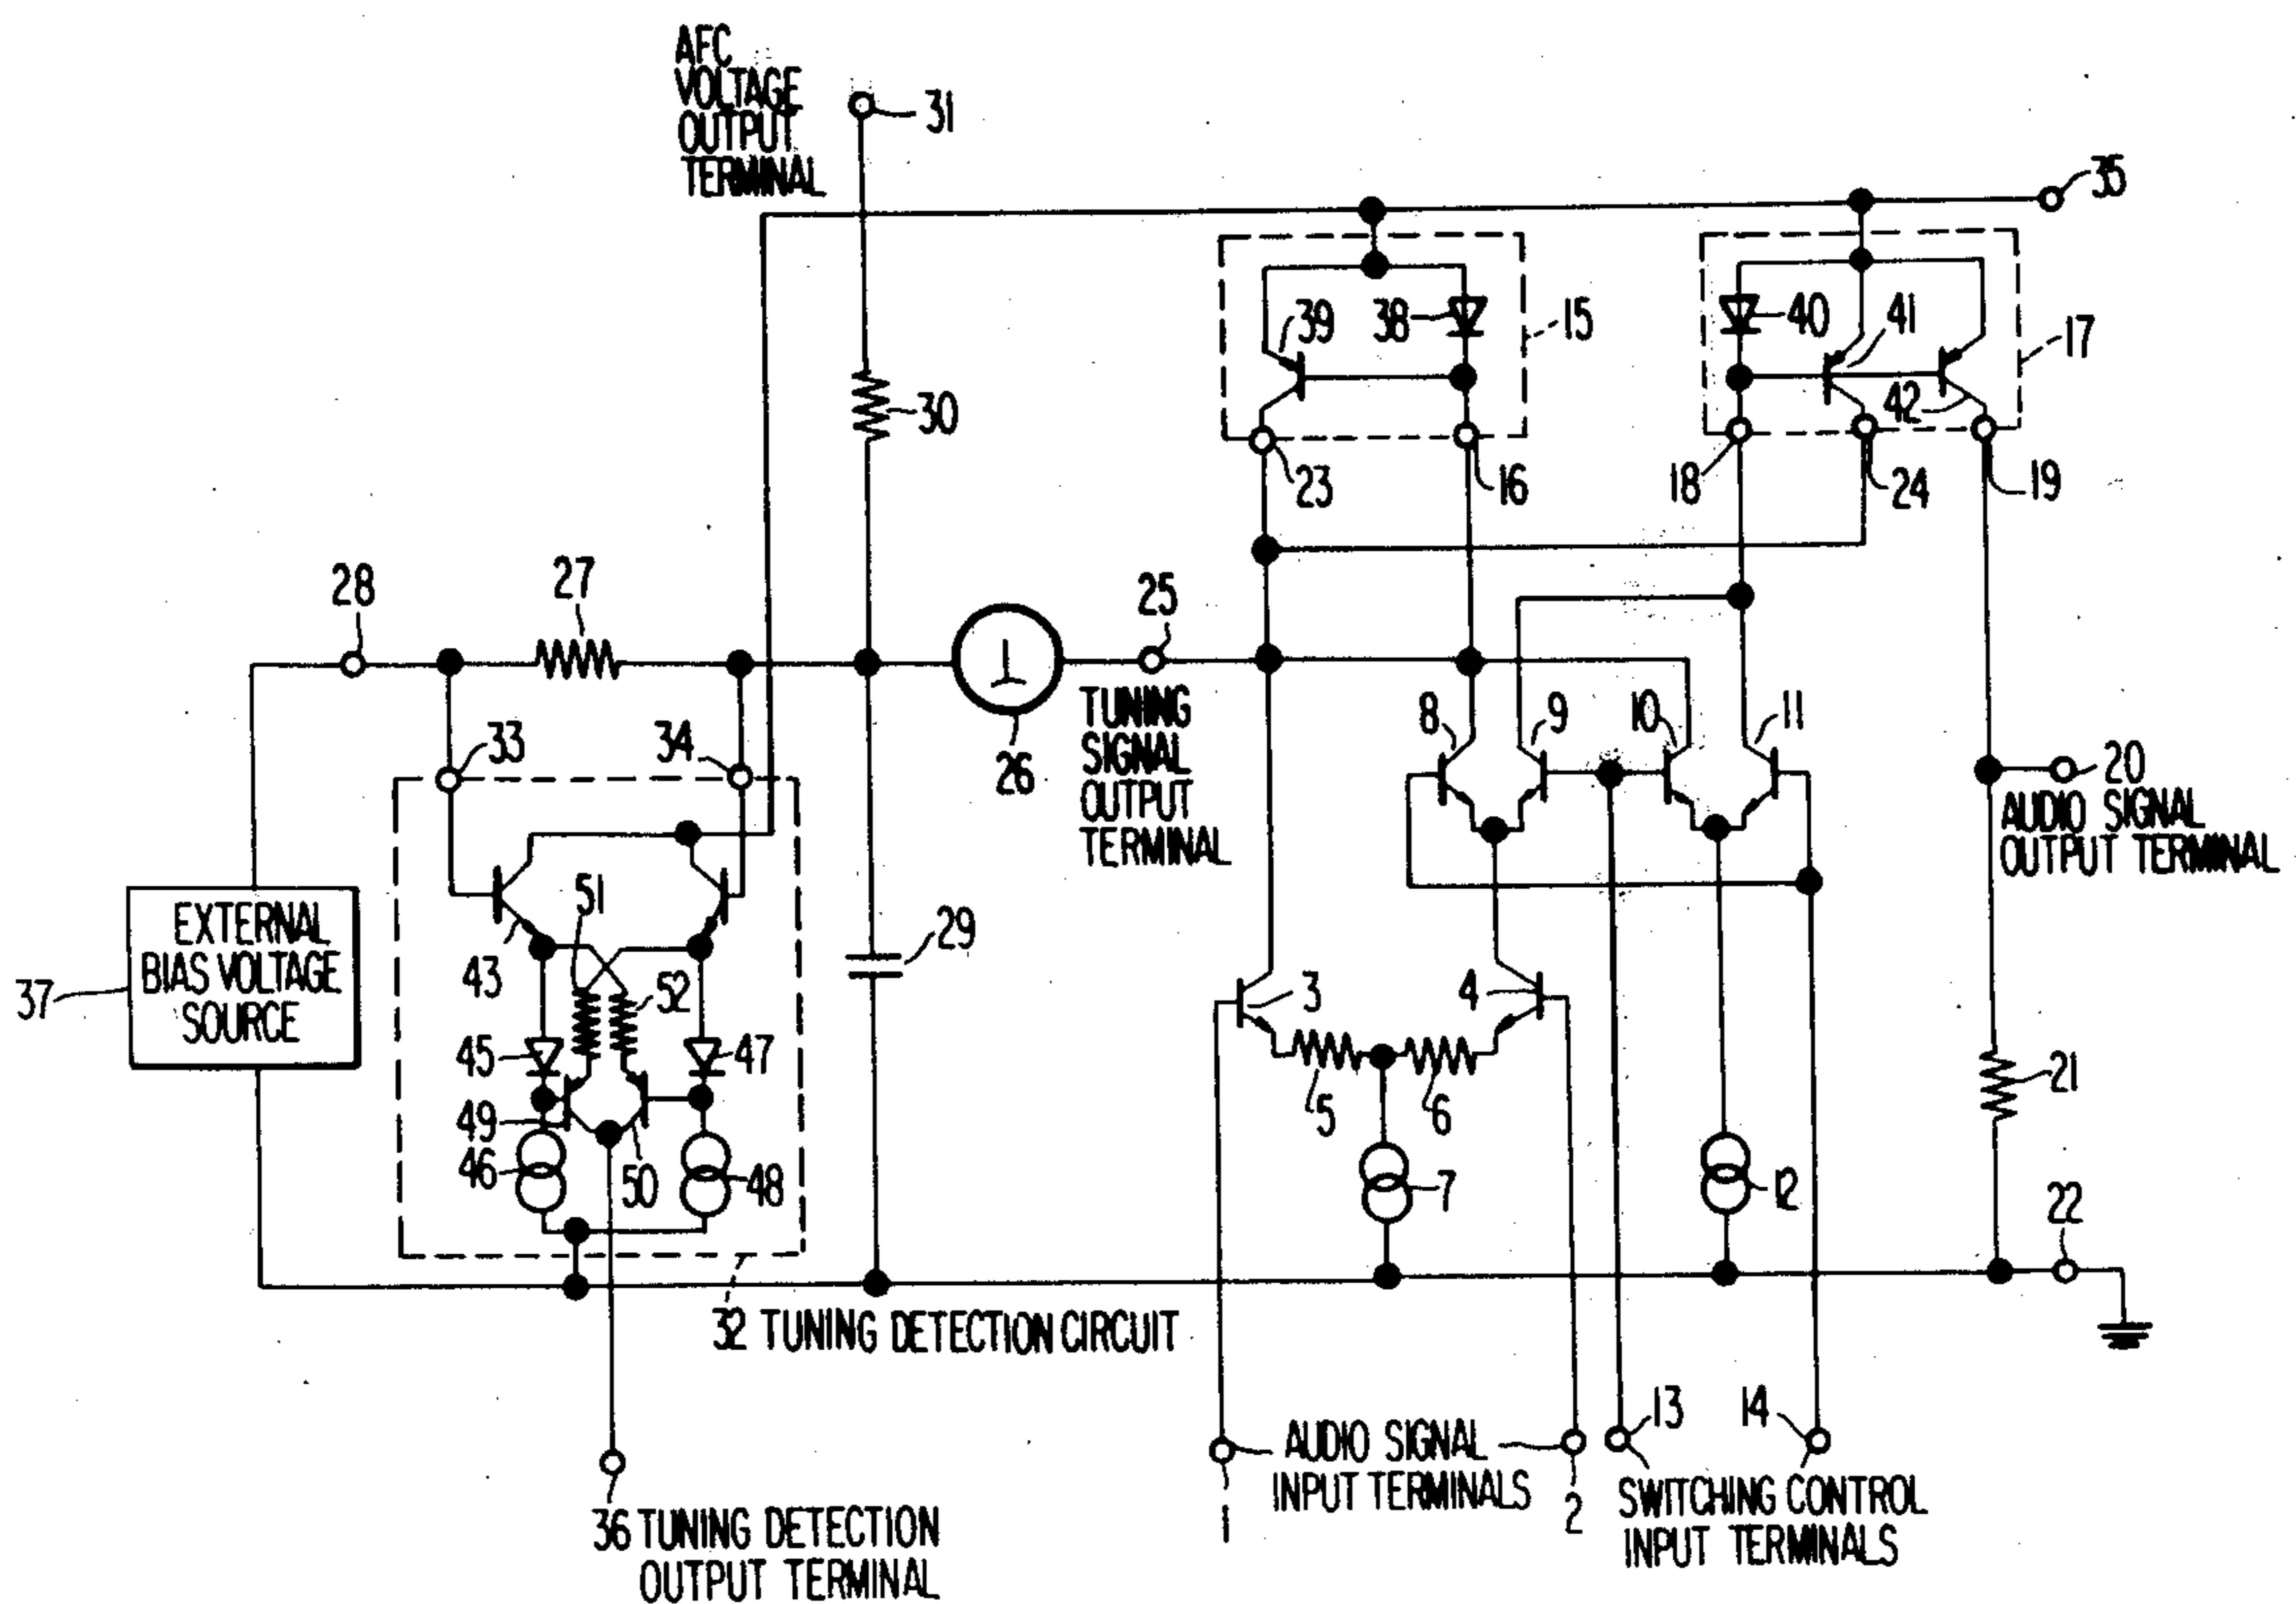 AFC
VOLTAGE
OUTPUT
TERMINAL
31
35
30
39
38
15
40
41
17
42
23
16
18
24
19
28
27
25
33
34
26
TUNING
SIGNAL
OUTPUT
TERMINAL
8
9
10
11
20
AUDIO SIGNAL
OUTPUT TERMINAL
37
EXTERNAL
BIAS VOLTAGE
SOURCE
43
51
52
29
3
4
45
47
49
46
50
48
5
6
7
12
21
22
32 TUNING DETECTION CIRCUIT
36 TUNING DETECTION
OUTPUT TERMINAL
AUDIO SIGNAL
INPUT TERMINALS
1
2
13
14
SWITCHING CONTROL
INPUT TERMINALS